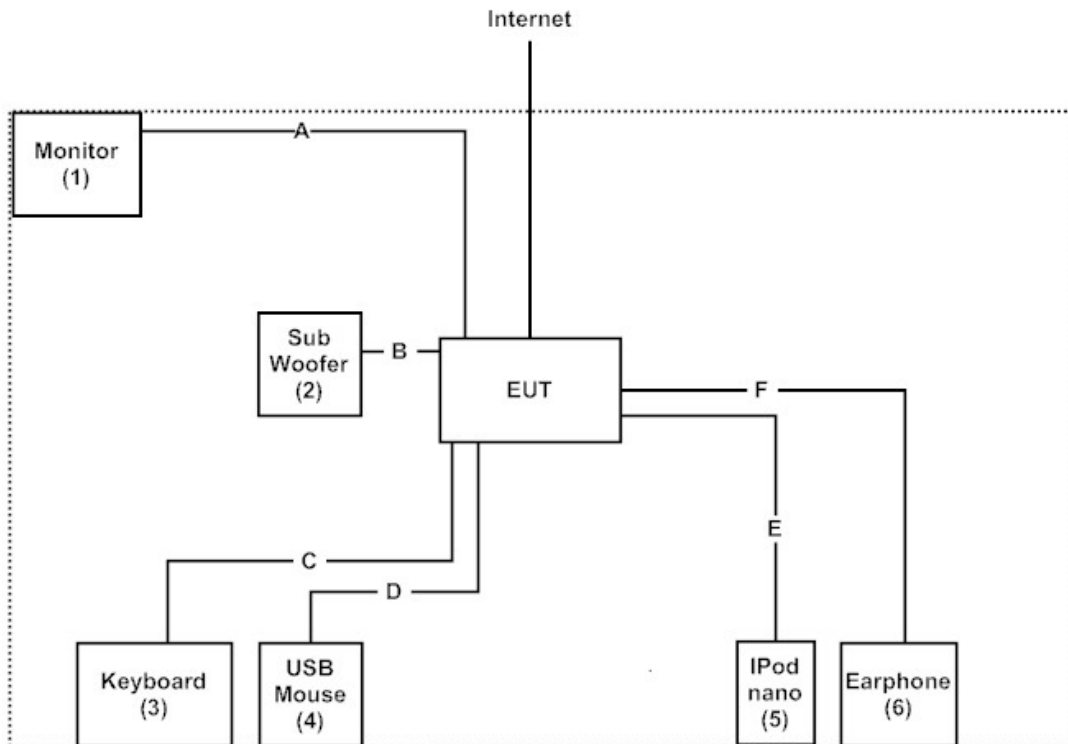 Internet
A
Monitor
(1)
Sub
Woofer
(2)
B
EUT
F
E
C
D
Keyboard
(3)
USB
Mouse
(4)
IPod
nano
(5)
Earphone
(6)